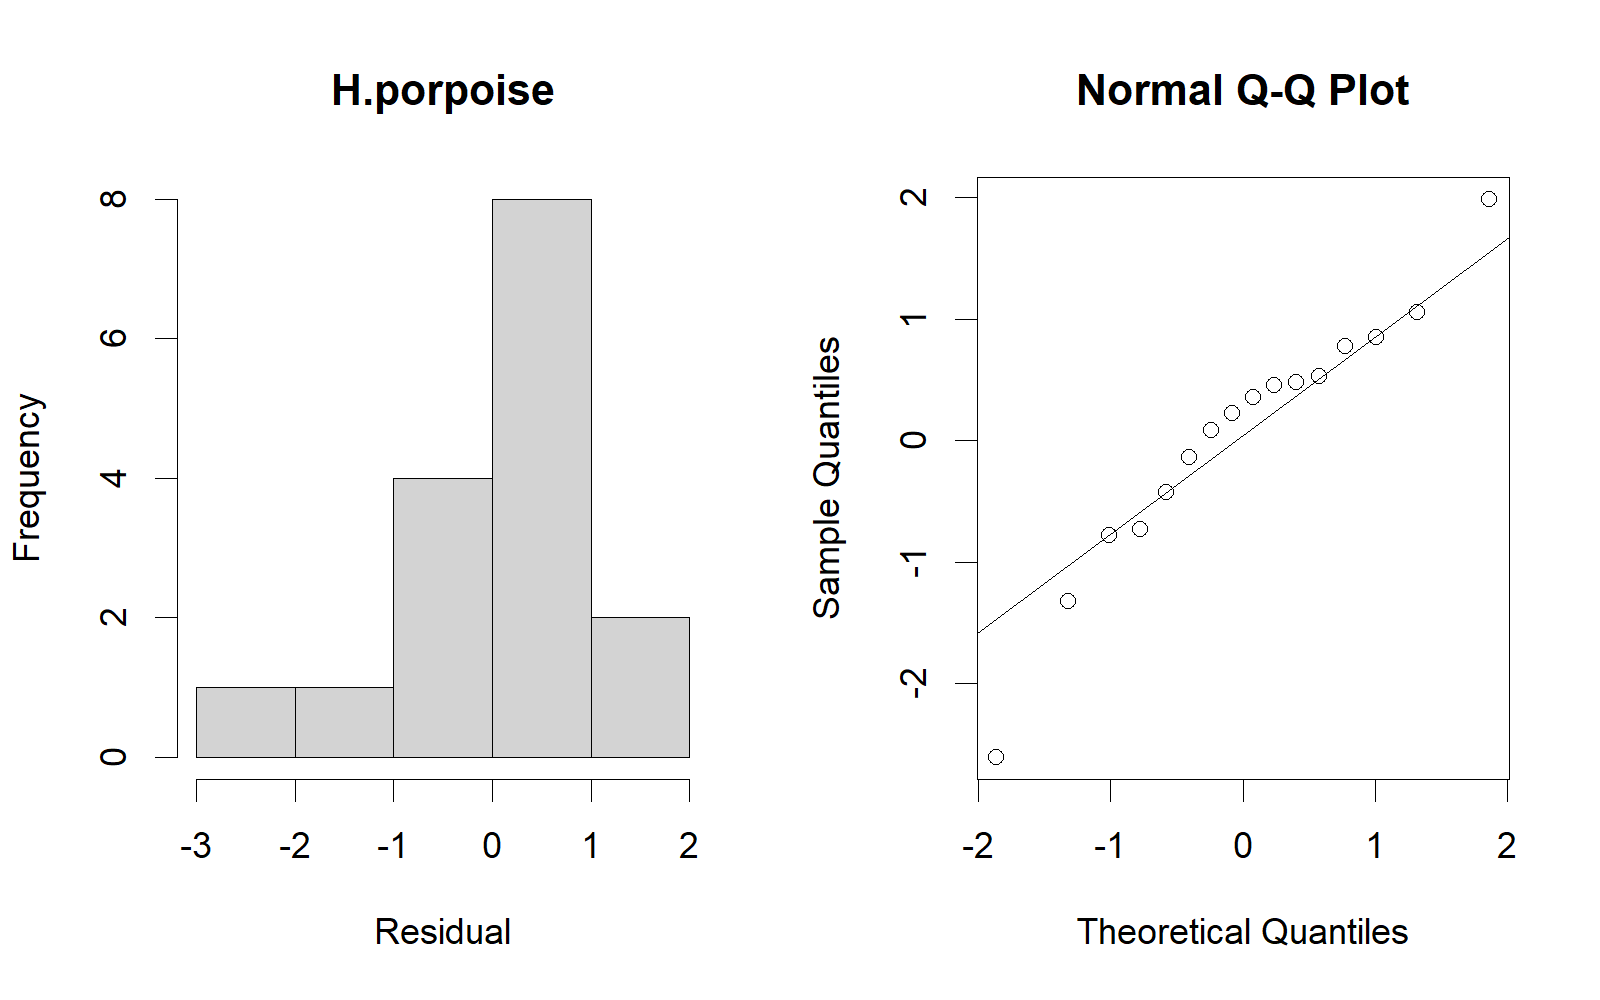 H.porpoise
Frequency
8
6
4
2
0
-3 -2 -1 0 1 2
Residual
Normal Q-Q Plot
Sample Quantiles
2
1
0
-1
-2
-2 -1 0 1 2
Theoretical Quantiles